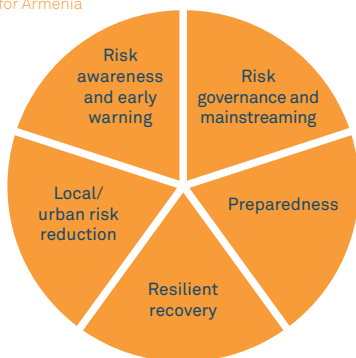 for Armenia
Risk
awareness
and early
warning
Risk
governance and
mainstreaming
Local/
urban risk
reduction
Preparedness
Resilient
recovery